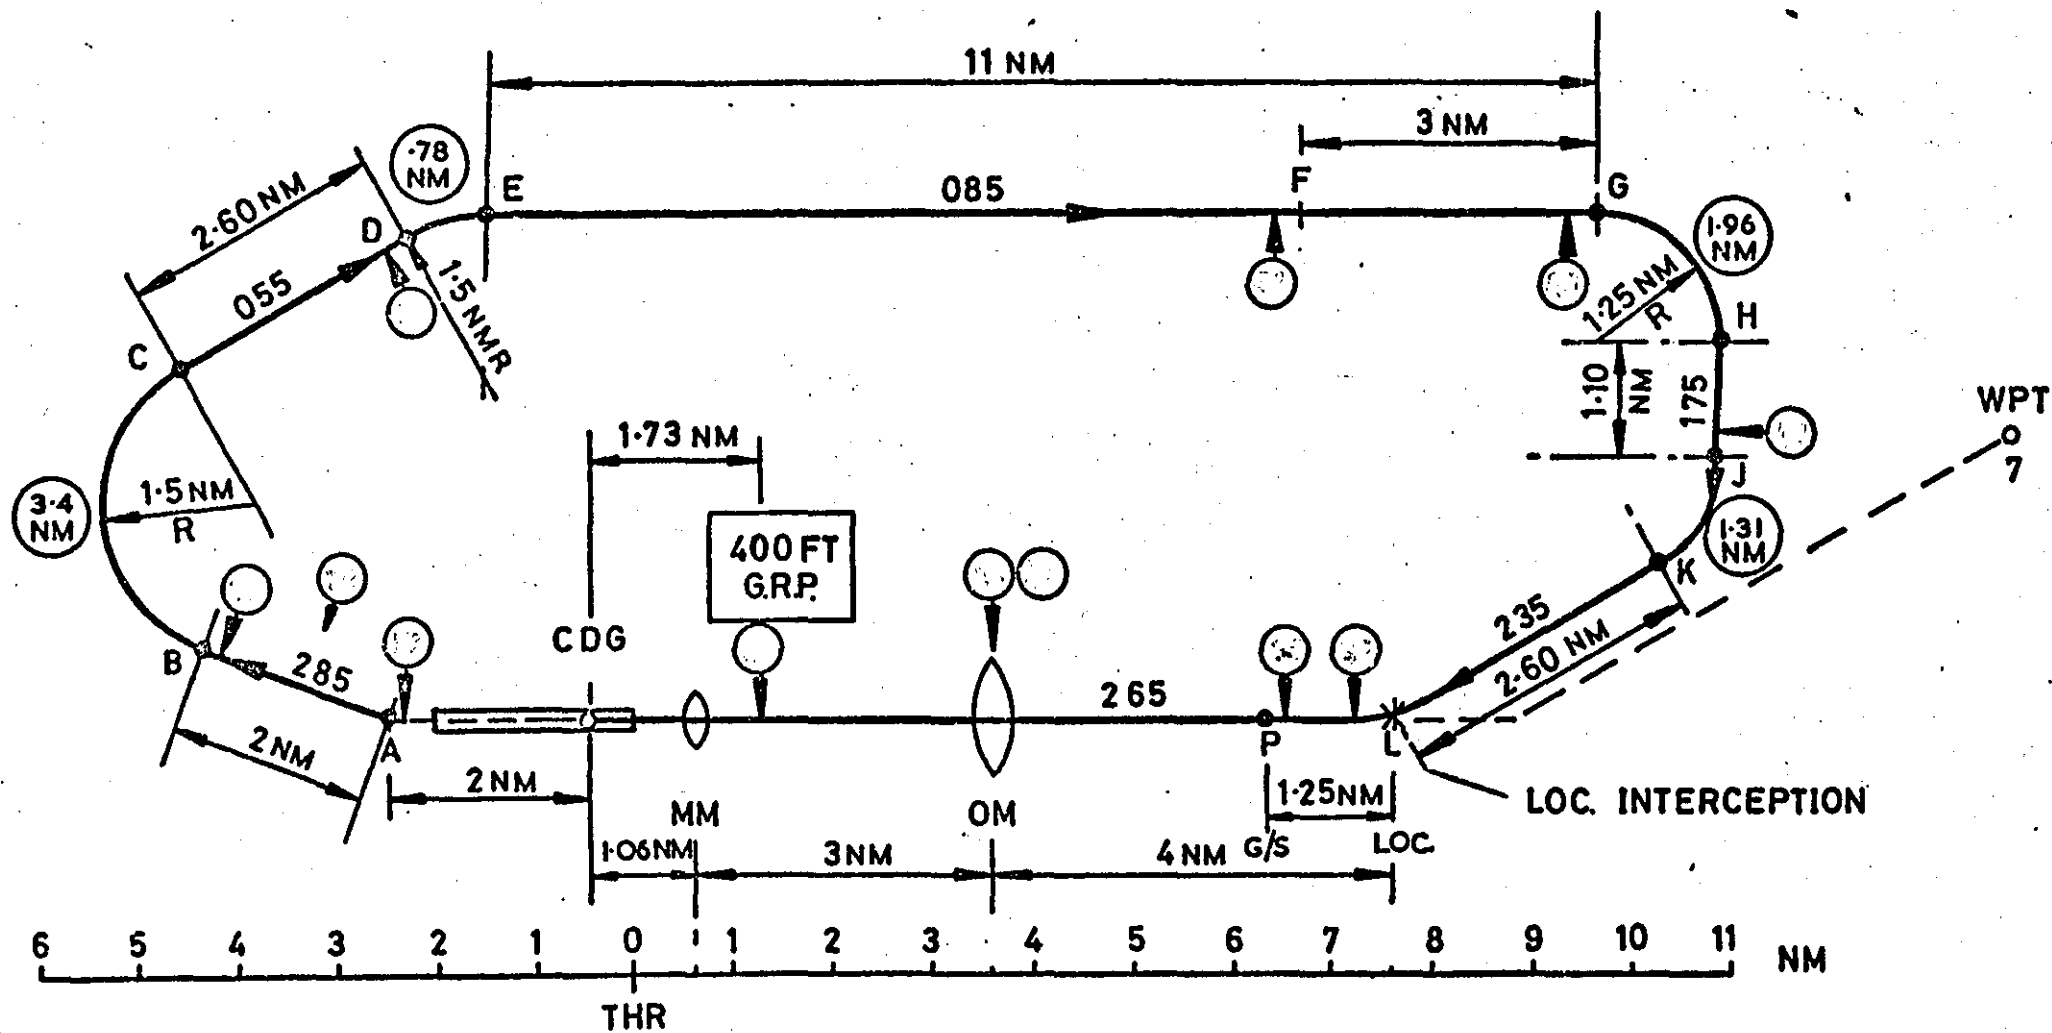 11 NM
3 NM
·78
NM
E
F
G
085
2·60 NM
D
055
1·5 NMR
1·96
NM
1·25 NM
R
H
C
1·10
NM
175
WPT
7
1·73 NM
J
3·4
NM
1·5 NM
R
400 FT
G.R.P.
1·31
NM
K
CDG
235
2·60 NM
B
285
265
A
P
L
2 NM
2 NM
MM
OM
1·25NM
LOC. INTERCEPTION
G/S
LOC.
1·06NM
3 NM
4 NM
6 5 4 3 2 1 0 1 2 3 4 5 6 7 8 9 10 11 NM
THR